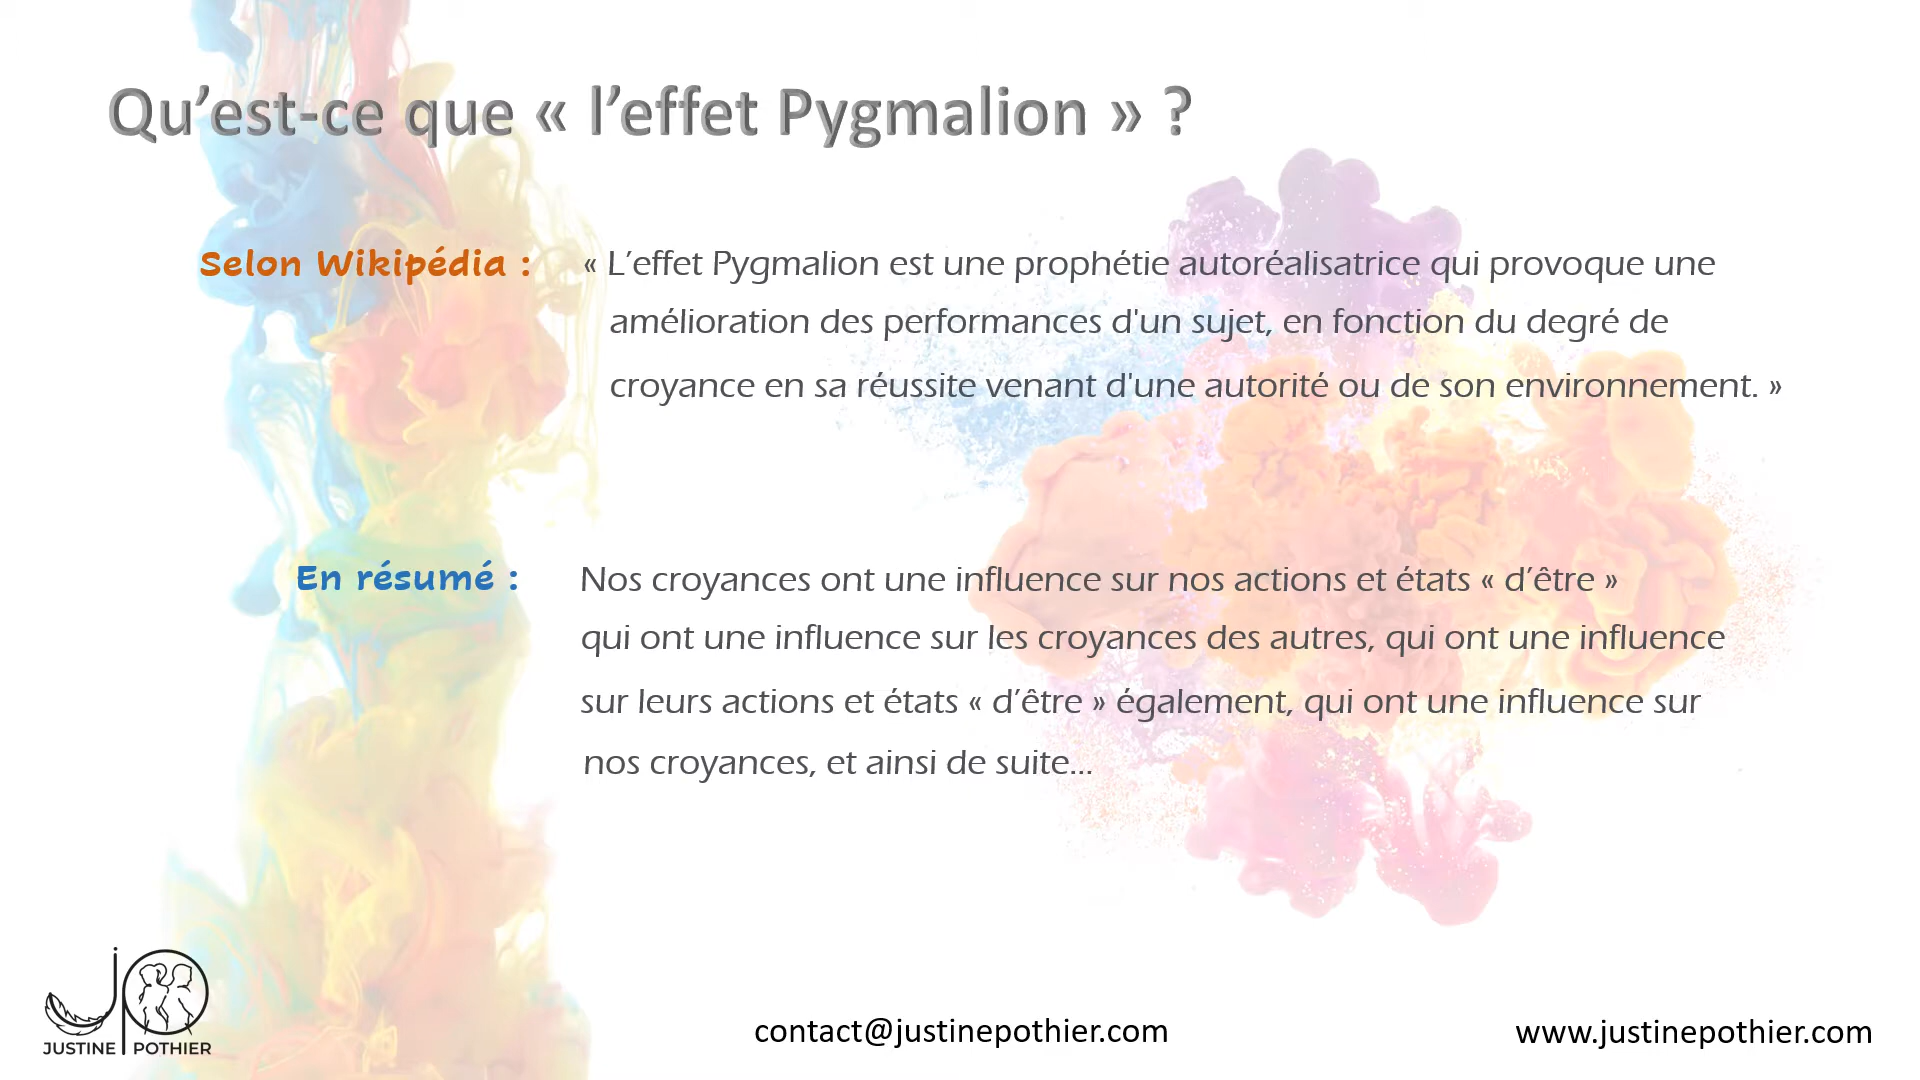 Qu’est-ce que « l’effet Pygmalion » ?
Selon Wikipédia : « L’effet Pygmalion est une prophétie autoréalisatrice qui provoque une
amélioration des performances d'un sujet, en fonction du degré de
croyance en sa réussite venant d'une autorité ou de son environnement. »
En résumé : Nos croyances ont une influence sur nos actions et états « d’être »
qui ont une influence sur les croyances des autres, qui ont une influence
sur leurs actions et états « d’être » également, qui ont une influence sur
nos croyances, et ainsi de suite...
JP
JUSTINE POTHIER
contact@justinepothier.com
www.justinepothier.com